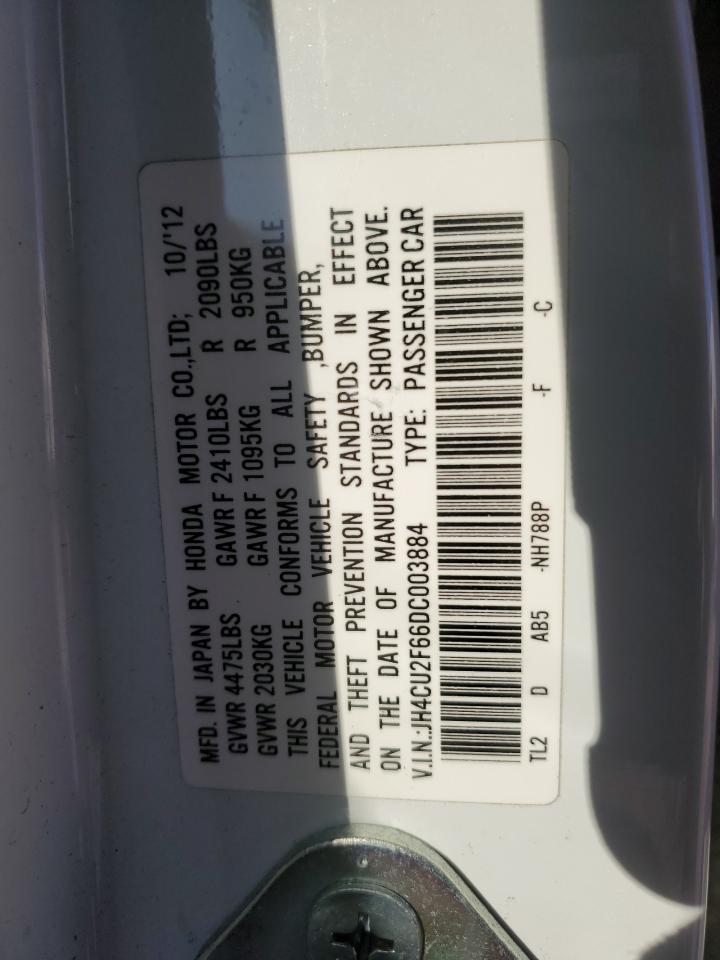 MFD. IN JAPAN BY HONDA MOTOR CO.,LTD; 10/'12
GVWR 4475LBS GAWR F 2410LBS R 2090LBS
GVWR 2030KG GAWR F 1095KG R 950KG
THIS VEHICLE CONFORMS TO ALL APPLICABLE
FEDERAL MOTOR VEHICLE SAFETY ,BUMPER,
AND THEFT PREVENTION STANDARDS IN EFFECT
ON THE DATE OF MANUFACTURE SHOWN ABOVE.
V.I.N.:JH4CU2F66DC003884 TYPE: PASSENGER CAR
TL2 D AB5 -NH788P -F -C